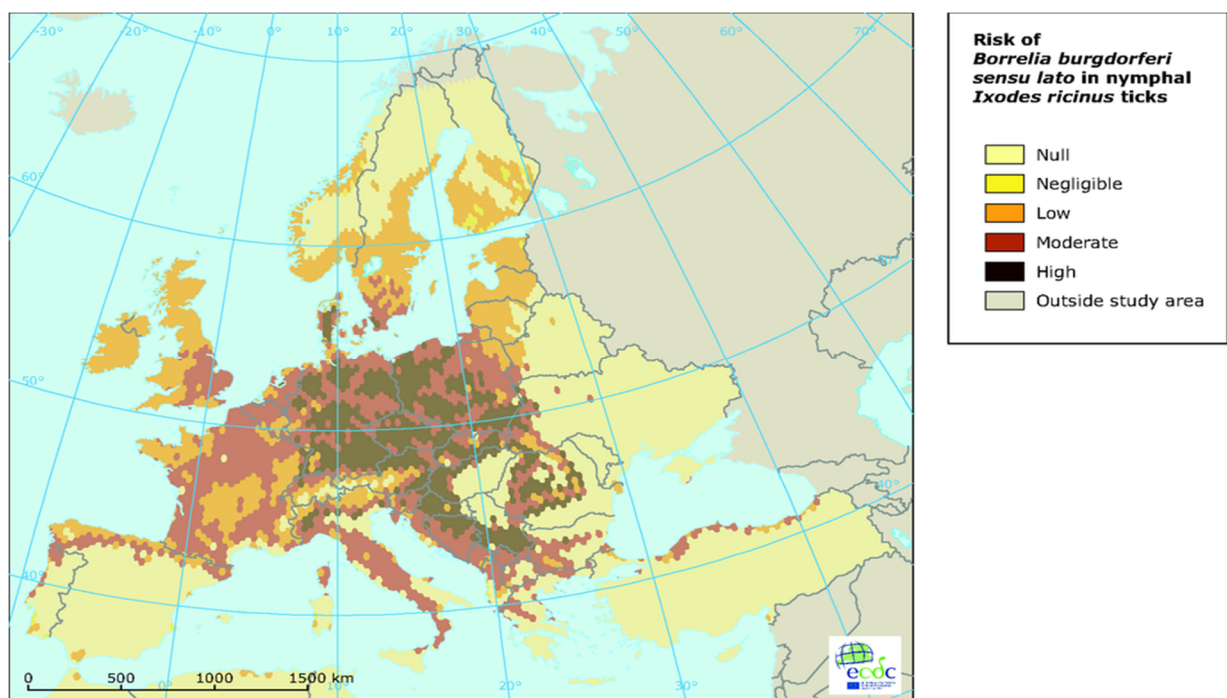 -30°
-20°
-10°
0°
10°
20°
30°
40°
50°
60°
70°
60°
50°
50°
40°
40°
0 500 1000 1500 km
10°
20°
30°
ecdc
Risk of
Borrelia burgdorferi
sensu lato in nymphal
Ixodes ricinus ticks
Null
Negligible
Low
Moderate
High
Outside study area